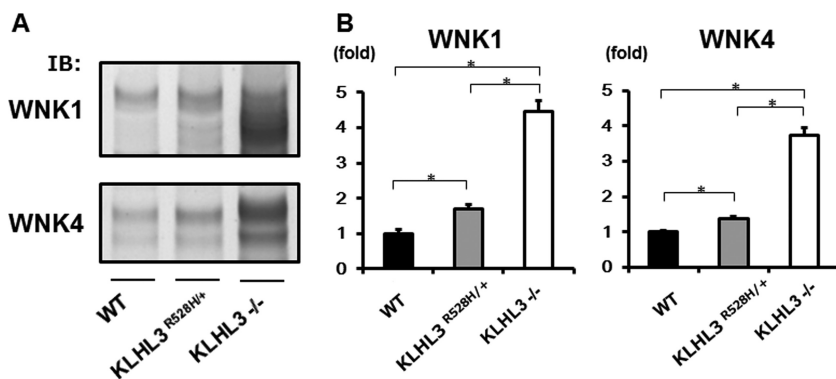 A
IB:
WNK1
WNK4
WT
KLHL3 R528H/+
KLHL3 -/-
B
(fold)
WNK1
5
4
3
2
1
0
*
*
*
WT
KLHL3 R528H/+
KLHL3 -/-
WNK4
5
4
3
2
1
0
*
*
*
WT
KLHL3 R528H/+
KLHL3 -/-
(fold)